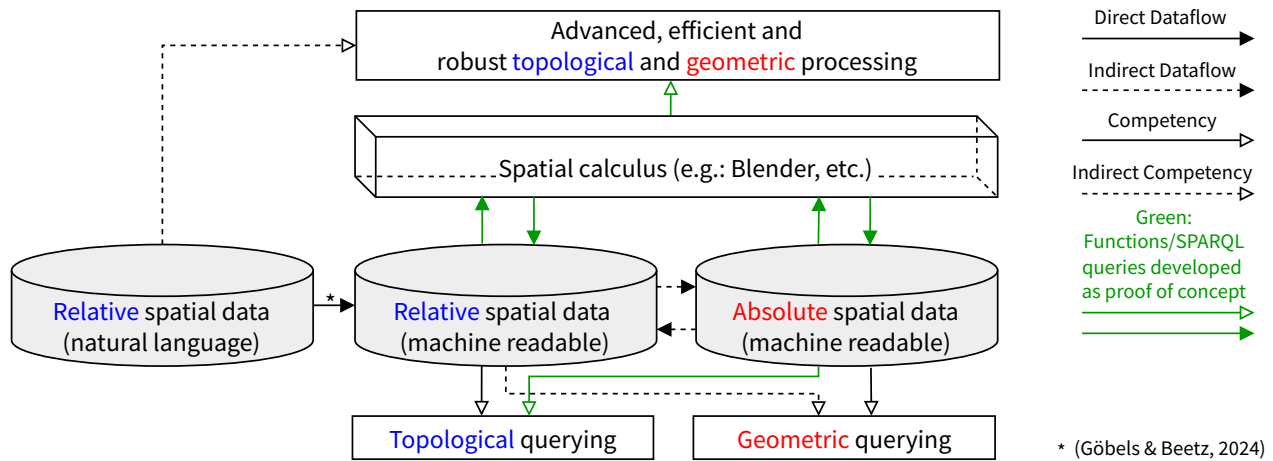 Advanced, efficient and
robust topological and geometric processing
Spatial calculus (e.g.: Blender, etc.)
Relative spatial data
(natural language)
*
Relative spatial data
(machine readable)
Absolute spatial data
(machine readable)
Topological querying
Geometric querying
Direct Dataflow
Indirect Dataflow
Competency
Indirect Competency
Green:
Functions/SPARQL
queries developed
as proof of concept
* (Göbels & Beetz, 2024)